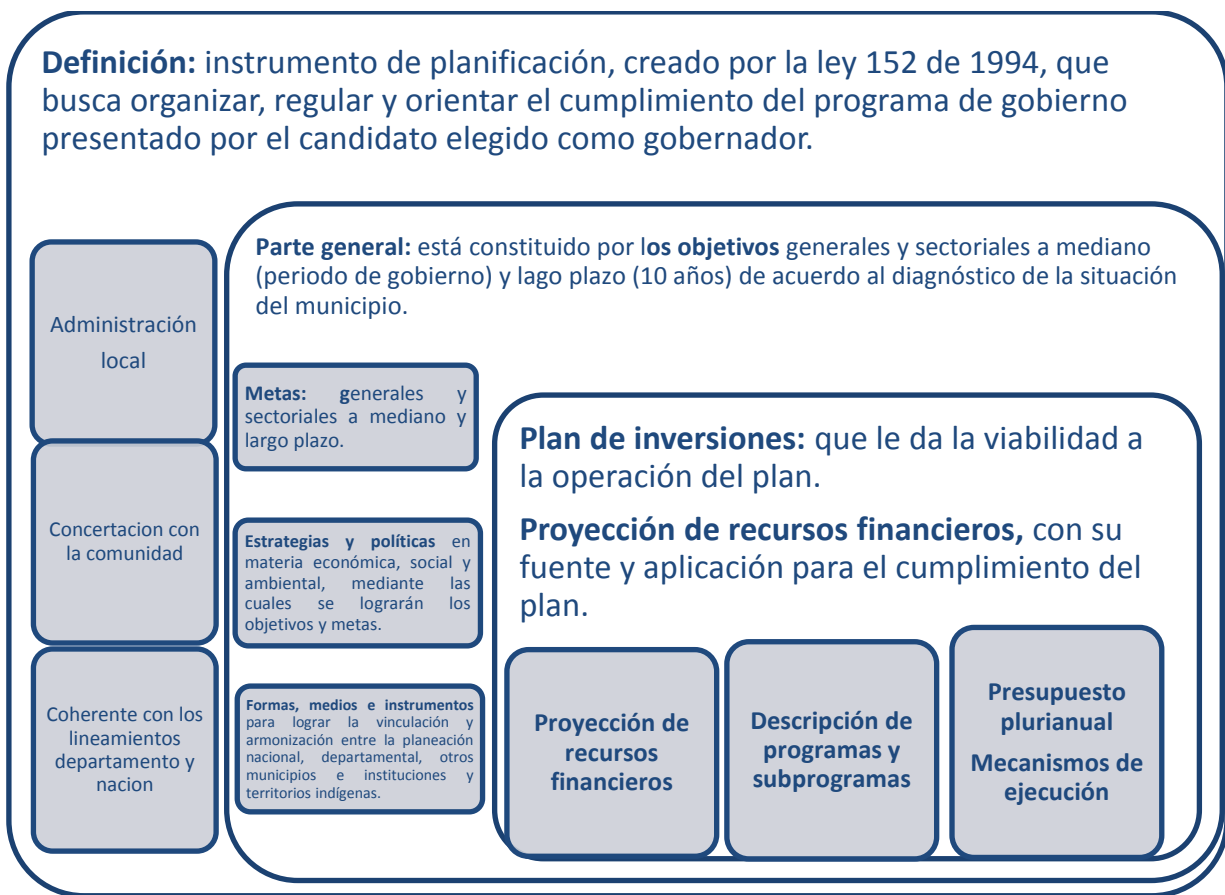 Definición: instrumento de planificación, creado por la ley 152 de 1994, que
busca organizar, regular y orientar el cumplimiento del programa de gobierno
presentado por el candidato elegido como gobernador.
Administración
local
Concertacion con
la comunidad
Coherente con los
lineamientos
departamento y
nacion
Parte general: está constituido por los objetivos generales y sectoriales a mediano
(periodo de gobierno) y lago plazo (10 años) de acuerdo al diagnóstico de la situación
del municipio.
Metas: generales y
sectoriales a mediano y
largo plazo.
Estrategias y políticas en
materia económica, social y
ambiental, mediante las
cuales se lograrán los
objetivos y metas.
Formas, medios e instrumentos
para lograr la vinculación y
armonización entre la planeación
nacional, departamental, otros
municipios e instituciones y
territorios indígenas.
Plan de inversiones: que le da la viabilidad a
la operación del plan.
Proyección de recursos financieros, con su
fuente y aplicación para el cumplimiento del
plan.
Proyección de
recursos
financieros
Descripción de
programas y
subprogramas
Presupuesto
plurianual
Mecanismos de
ejecución